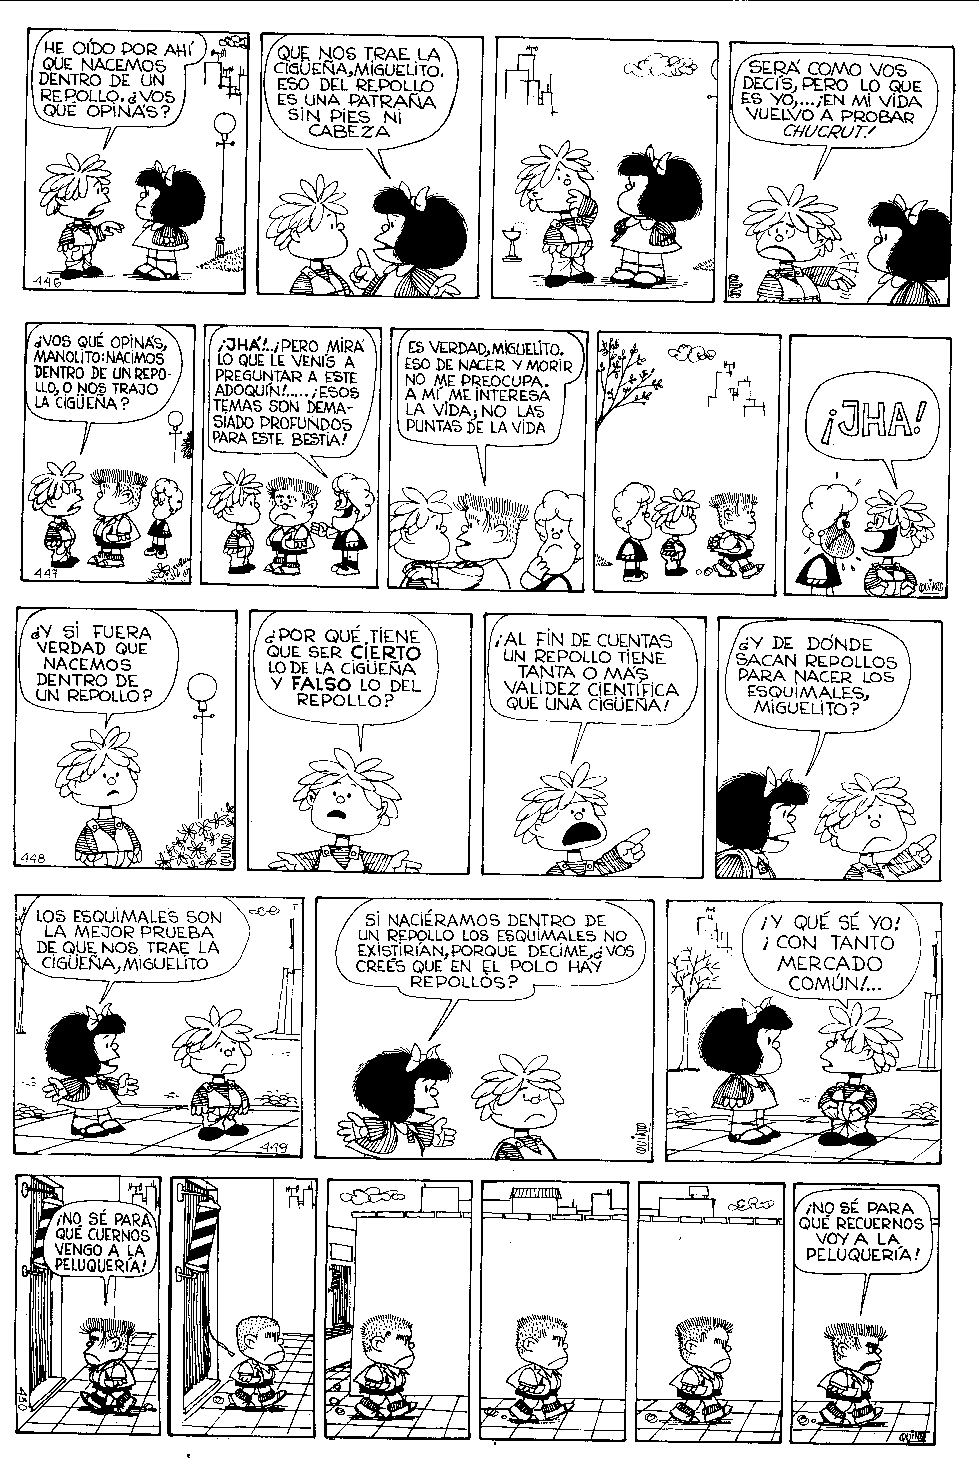 HE OÍDO POR AHÍ
QUE NACEMOS
DENTRO DE UN
REPOLLO. ¿VOS
QUÉ OPINÁS?
446
QUE NOS TRAE LA
CIGÜEÑA, MIGUELITO.
ESO DEL REPOLLO
ES UNA PATRAÑA
SIN PIES NI
CABEZA
SERÁ COMO VOS
DECÍS, PERO LO QUE
ES YO,...¡EN MI VIDA
VUELVO A PROBAR
CHUCRUT!
¿VOS QUÉ OPINÁS,
MANOLITO: NACIMOS
DENTRO DE UN REPO-
LLO, O NOS TRAJO
LA CIGÜEÑA?
447
¡JHA!..¡PERO MIRÁ
LO QUE LE VENÍS A
PREGUNTAR A ESTE
ADOQUÍN!.....¡ESOS
TEMAS SON DEMA-
SIADO PROFUNDOS
PARA ESTE BESTIA!
ES VERDAD, MIGUELITO.
ESO DE NACER Y MORIR
NO ME PREOCUPA.
A MÍ ME INTERESA
LA VIDA; NO LAS
PUNTAS DE LA VIDA
¡JHA!
QUINO
¿Y SI FUERA
VERDAD QUE
NACEMOS
DENTRO DE
UN REPOLLO?
448
QUINO
¿POR QUÉ TIENE
QUE SER CIERTO
LO DE LA CIGÜEÑA
Y FALSO LO DEL
REPOLLO?
¡AL FIN DE CUENTAS
UN REPOLLO TIENE
TANTA O MÁS
VALIDEZ CIENTÍFICA
QUE UNA CIGÜEÑA!
¿Y DE DÓNDE
SACAN REPOLLOS
PARA NACER LOS
ESQUIMALES,
MIGUELITO?
LOS ESQUIMALES SON
LA MEJOR PRUEBA
DE QUE NOS TRAE LA
CIGÜEÑA, MIGUELITO
449
SI NACIÉRAMOS DENTRO DE
UN REPOLLO LOS ESQUIMALES NO
EXISTIRÍAN, PORQUE DECIME, ¿VOS
CREÉS QUE EN EL POLO HAY
REPOLLOS?
QUINO
¡Y QUÉ SÉ YO!
¡CON TANTO
MERCADO
COMÚN!...
¡NO SÉ PARA
QUÉ CUERNOS
VENGO A LA
PELUQUERÍA!
450
¡NO SÉ PARA
QUÉ RECUERNOS
VOY A LA
PELUQUERÍA!
QUINO